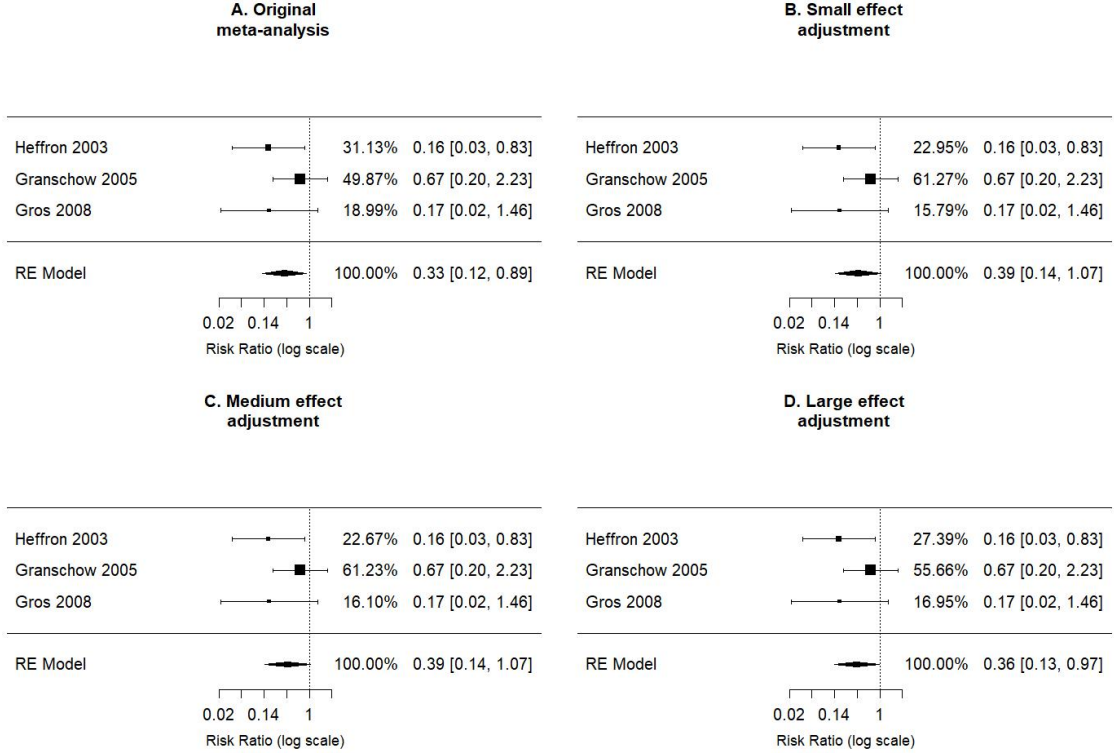 A. Original
meta-analysis
Heffron 2003 31.13% 0.16 [0.03, 0.83]
Granschow 2005 49.87% 0.67 [0.20, 2.23]
Gros 2008 18.99% 0.17 [0.02, 1.46]
RE Model 100.00% 0.33 [0.12, 0.89]
0.02 0.14 1
Risk Ratio (log scale)
B. Small effect
adjustment
Heffron 2003 22.95% 0.16 [0.03, 0.83]
Granschow 2005 61.27% 0.67 [0.20, 2.23]
Gros 2008 15.79% 0.17 [0.02, 1.46]
RE Model 100.00% 0.39 [0.14, 1.07]
0.02 0.14 1
Risk Ratio (log scale)
C. Medium effect
adjustment
Heffron 2003 22.67% 0.16 [0.03, 0.83]
Granschow 2005 61.23% 0.67 [0.20, 2.23]
Gros 2008 16.10% 0.17 [0.02, 1.46]
RE Model 100.00% 0.39 [0.14, 1.07]
0.02 0.14 1
Risk Ratio (log scale)
D. Large effect
adjustment
Heffron 2003 27.39% 0.16 [0.03, 0.83]
Granschow 2005 55.66% 0.67 [0.20, 2.23]
Gros 2008 16.95% 0.17 [0.02, 1.46]
RE Model 100.00% 0.36 [0.13, 0.97]
0.02 0.14 1
Risk Ratio (log scale)